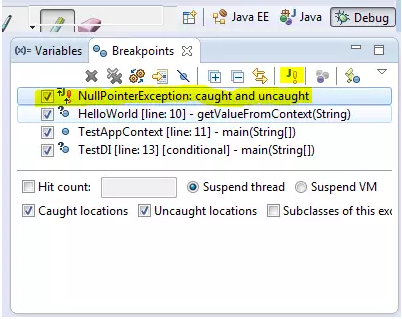 Java EE Java Debug
(x)= Variables Breakpoints
J!
NullPointerException: caught and uncaught
HelloWorld [line: 10] - getValueFromContext(String)
TestAppContext [line: 11] - main(String[])
TestDI [line: 13] [conditional] - main(String[])
Hit count: Suspend thread Suspend VM
Caught locations Uncaught locations Subclasses of this exc